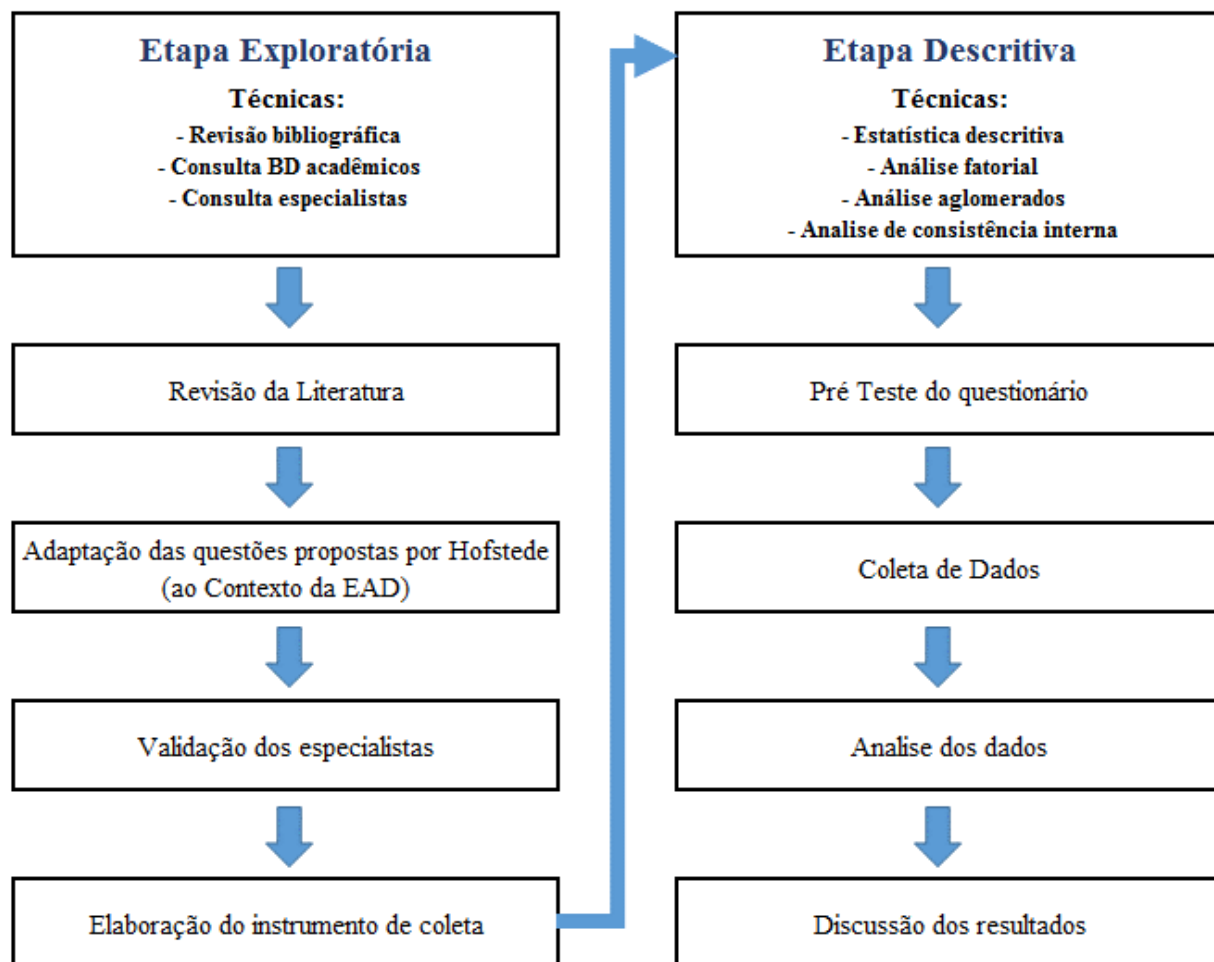 Etapa Exploratória
Técnicas:
- Revisão bibliográfica
- Consulta BD acadêmicos
- Consulta especialistas
Revisão da Literatura
Adaptação das questões propostas por Hofstede
(ao Contexto da EAD)
Validação dos especialistas
Elaboração do instrumento de coleta
Etapa Descritiva
Técnicas:
- Estatística descritiva
- Análise fatorial
- Análise aglomerados
- Analise de consistência interna
Pré Teste do questionário
Coleta de Dados
Analise dos dados
Discussão dos resultados